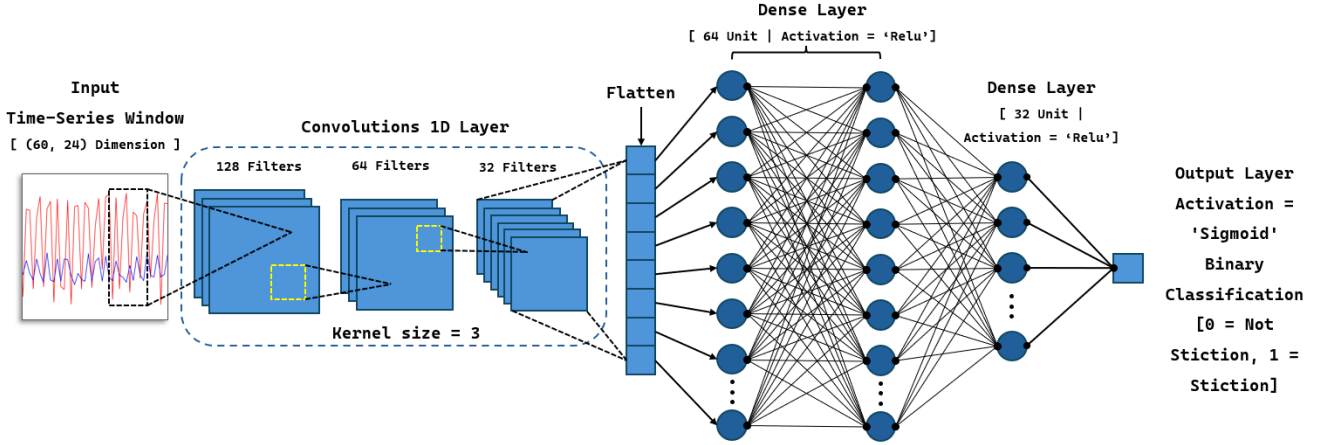 Input
Time-Series Window
[ (60, 24) Dimension ]
Convolutions 1D Layer
128 Filters
64 Filters
32 Filters
Kernel size = 3
Flatten
Dense Layer
[ 64 Unit | Activation = ‘Relu’]
Dense Layer
[ 32 Unit |
Activation = ‘Relu’]
Output Layer
Activation =
'Sigmoid'
Binary
Classification
[0 = Not
Stiction, 1 =
Stiction]